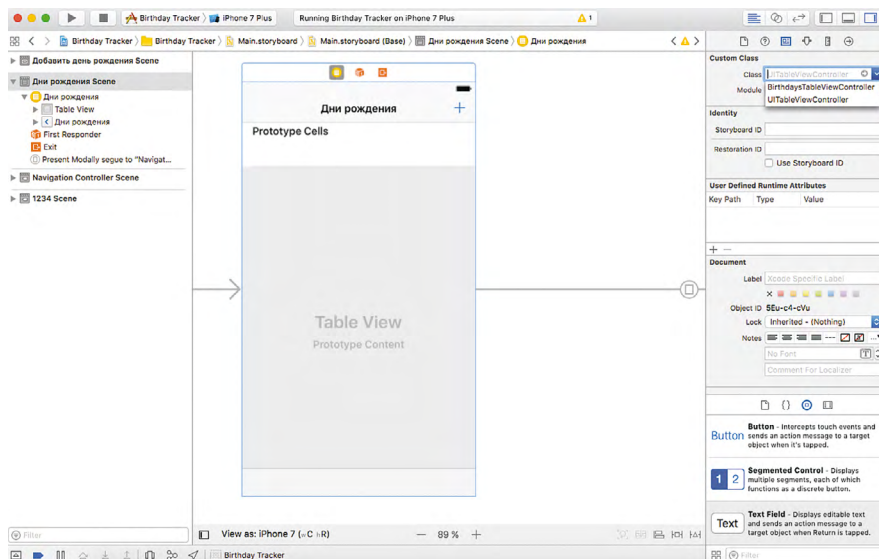 Birthday Tracker
iPhone 7 Plus
Running Birthday Tracker on iPhone 7 Plus
1
Birthday Tracker
Birthday Tracker
Main.storyboard
Main.storyboard (Base)
Дни рождения Scene
Дни рождения
Добавить день рождения Scene
Дни рождения Scene
Дни рождения
Table View
Дни рождения
First Responder
Exit
Present Modally segue to "Navigat...
Navigation Controller Scene
1234 Scene
Filter
Дни рождения
Prototype Cells
Table View
Prototype Content
View as: iPhone 7 (wC hR)
89 %
Birthday Tracker
Custom Class
Class UITableViewController
Module
BirthdaysTableViewController
UITableViewController
Identity
Storyboard ID
Restoration ID
Use Storyboard ID
User Defined Runtime Attributes
Key Path Type Value
Document
Label Xcode Specific Label
Object ID 5Eu-c4-cVu
Lock Inherited - (Nothing)
Notes
No Font
Comment For Localizer
Button
Button - Intercepts touch events and
sends an action message to a target
object when it's tapped.
1 2
Segmented Control - Displays
multiple segments, each of which
functions as a discrete button.
Text
Text Field - Displays editable text
and sends an action message to a
target object when Return is tapped.
Filter